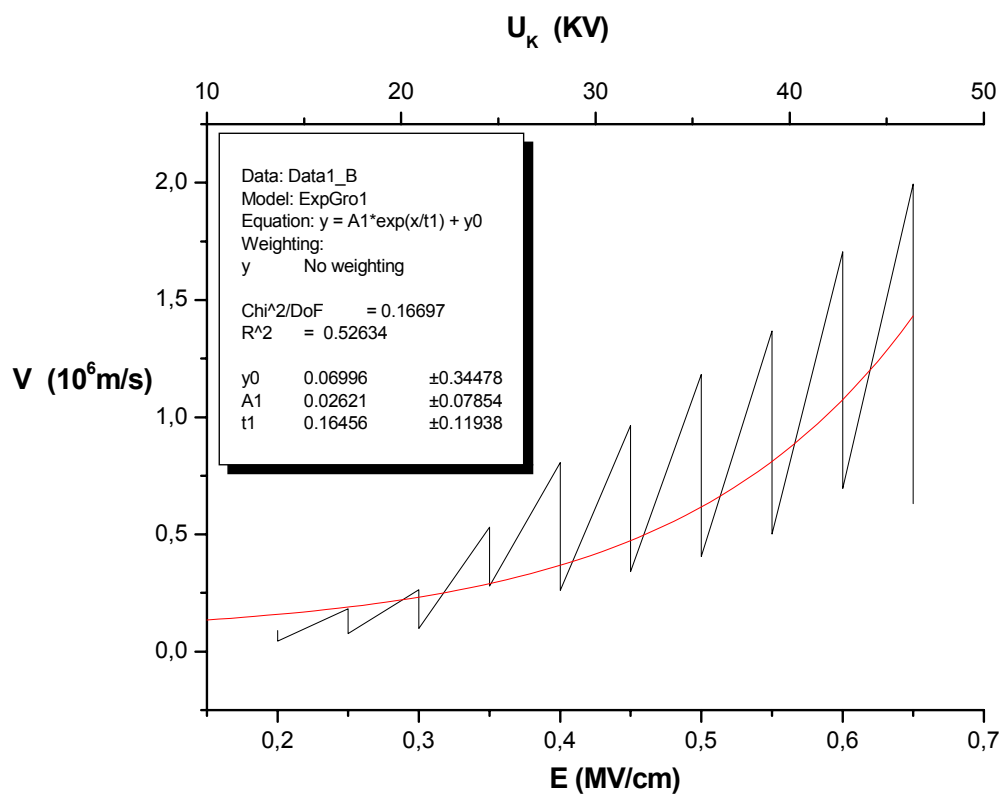 U_K (KV)
10 20 30 40 50
Data: Data1_B
Model: ExpGro1
Equation: y = A1*exp(x/t1) + y0
Weighting:
y No weighting
Chi^2/DoF = 0.16697
R^2 = 0.52634
y0 0.06996 ±0.34478
A1 0.02621 ±0.07854
t1 0.16456 ±0.11938
2,0
1,5
1,0
0,5
0,0
V (10^6m/s)
0,2 0,3 0,4 0,5 0,6 0,7
E (MV/cm)